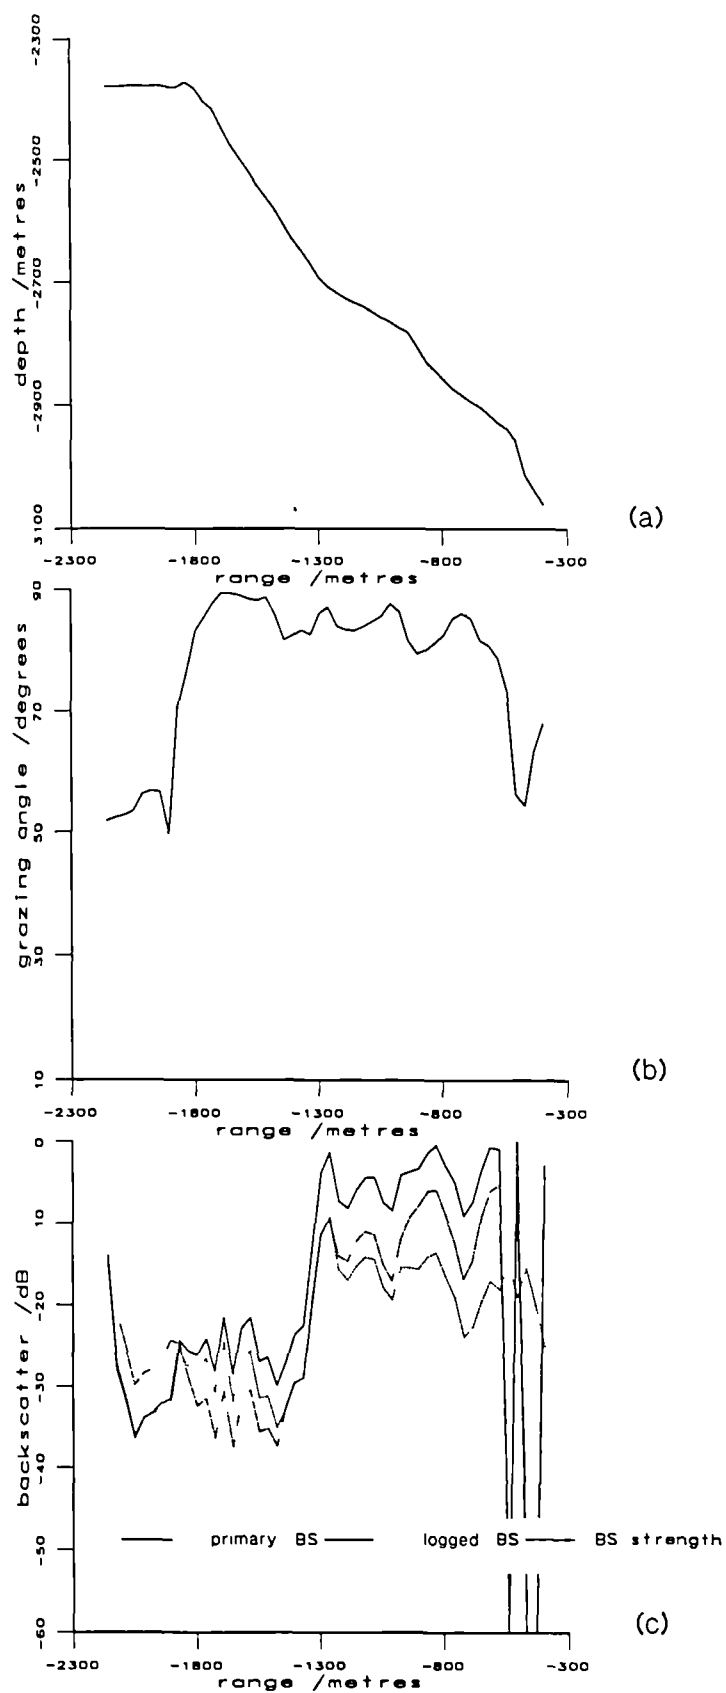 -2300
-2500
-2700
-2900
3100
depth /metres
-2300 -1800 -1300 -800 -300
range /metres
(a)
90
70
50
30
10
grazing angle /degrees
-2300 -1800 -1300 -800 -300
range /metres
(b)
0
10
-20
-30
-40
-50
-60
backscatter /dB
primary BS logged BS BS strength
-2300 -1800 -1300 -800 -300
range /metres
(c)